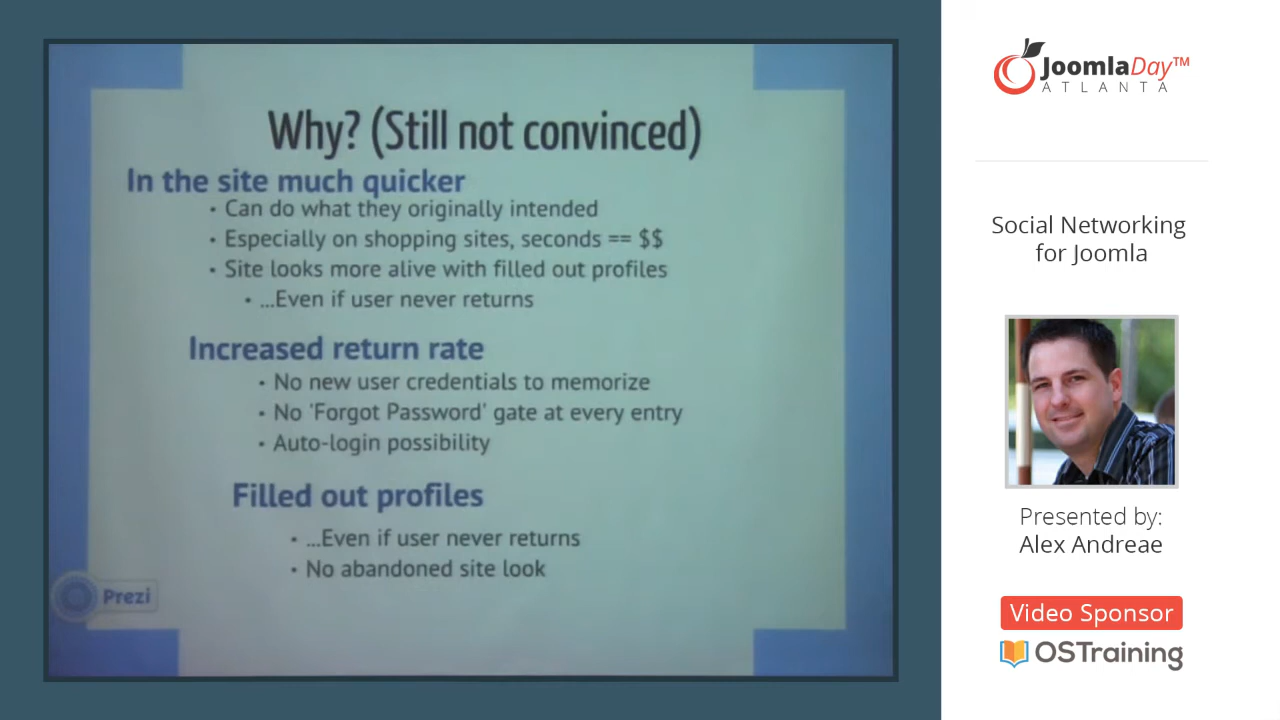 Why? (Still not convinced)
In the site much quicker
• Can do what they originally intended
• Especially on shopping sites, seconds == $$
• Site looks more alive with filled out profiles
• ...Even if user never returns
Increased return rate
• No new user credentials to memorize
• No 'Forgot Password' gate at every entry
• Auto-login possibility
Filled out profiles
• ...Even if user never returns
• No abandoned site look
Prezi
JoomlaDay™
ATLANTA
Social Networking
for Joomla
Presented by:
Alex Andreae
Video Sponsor
OSTraining